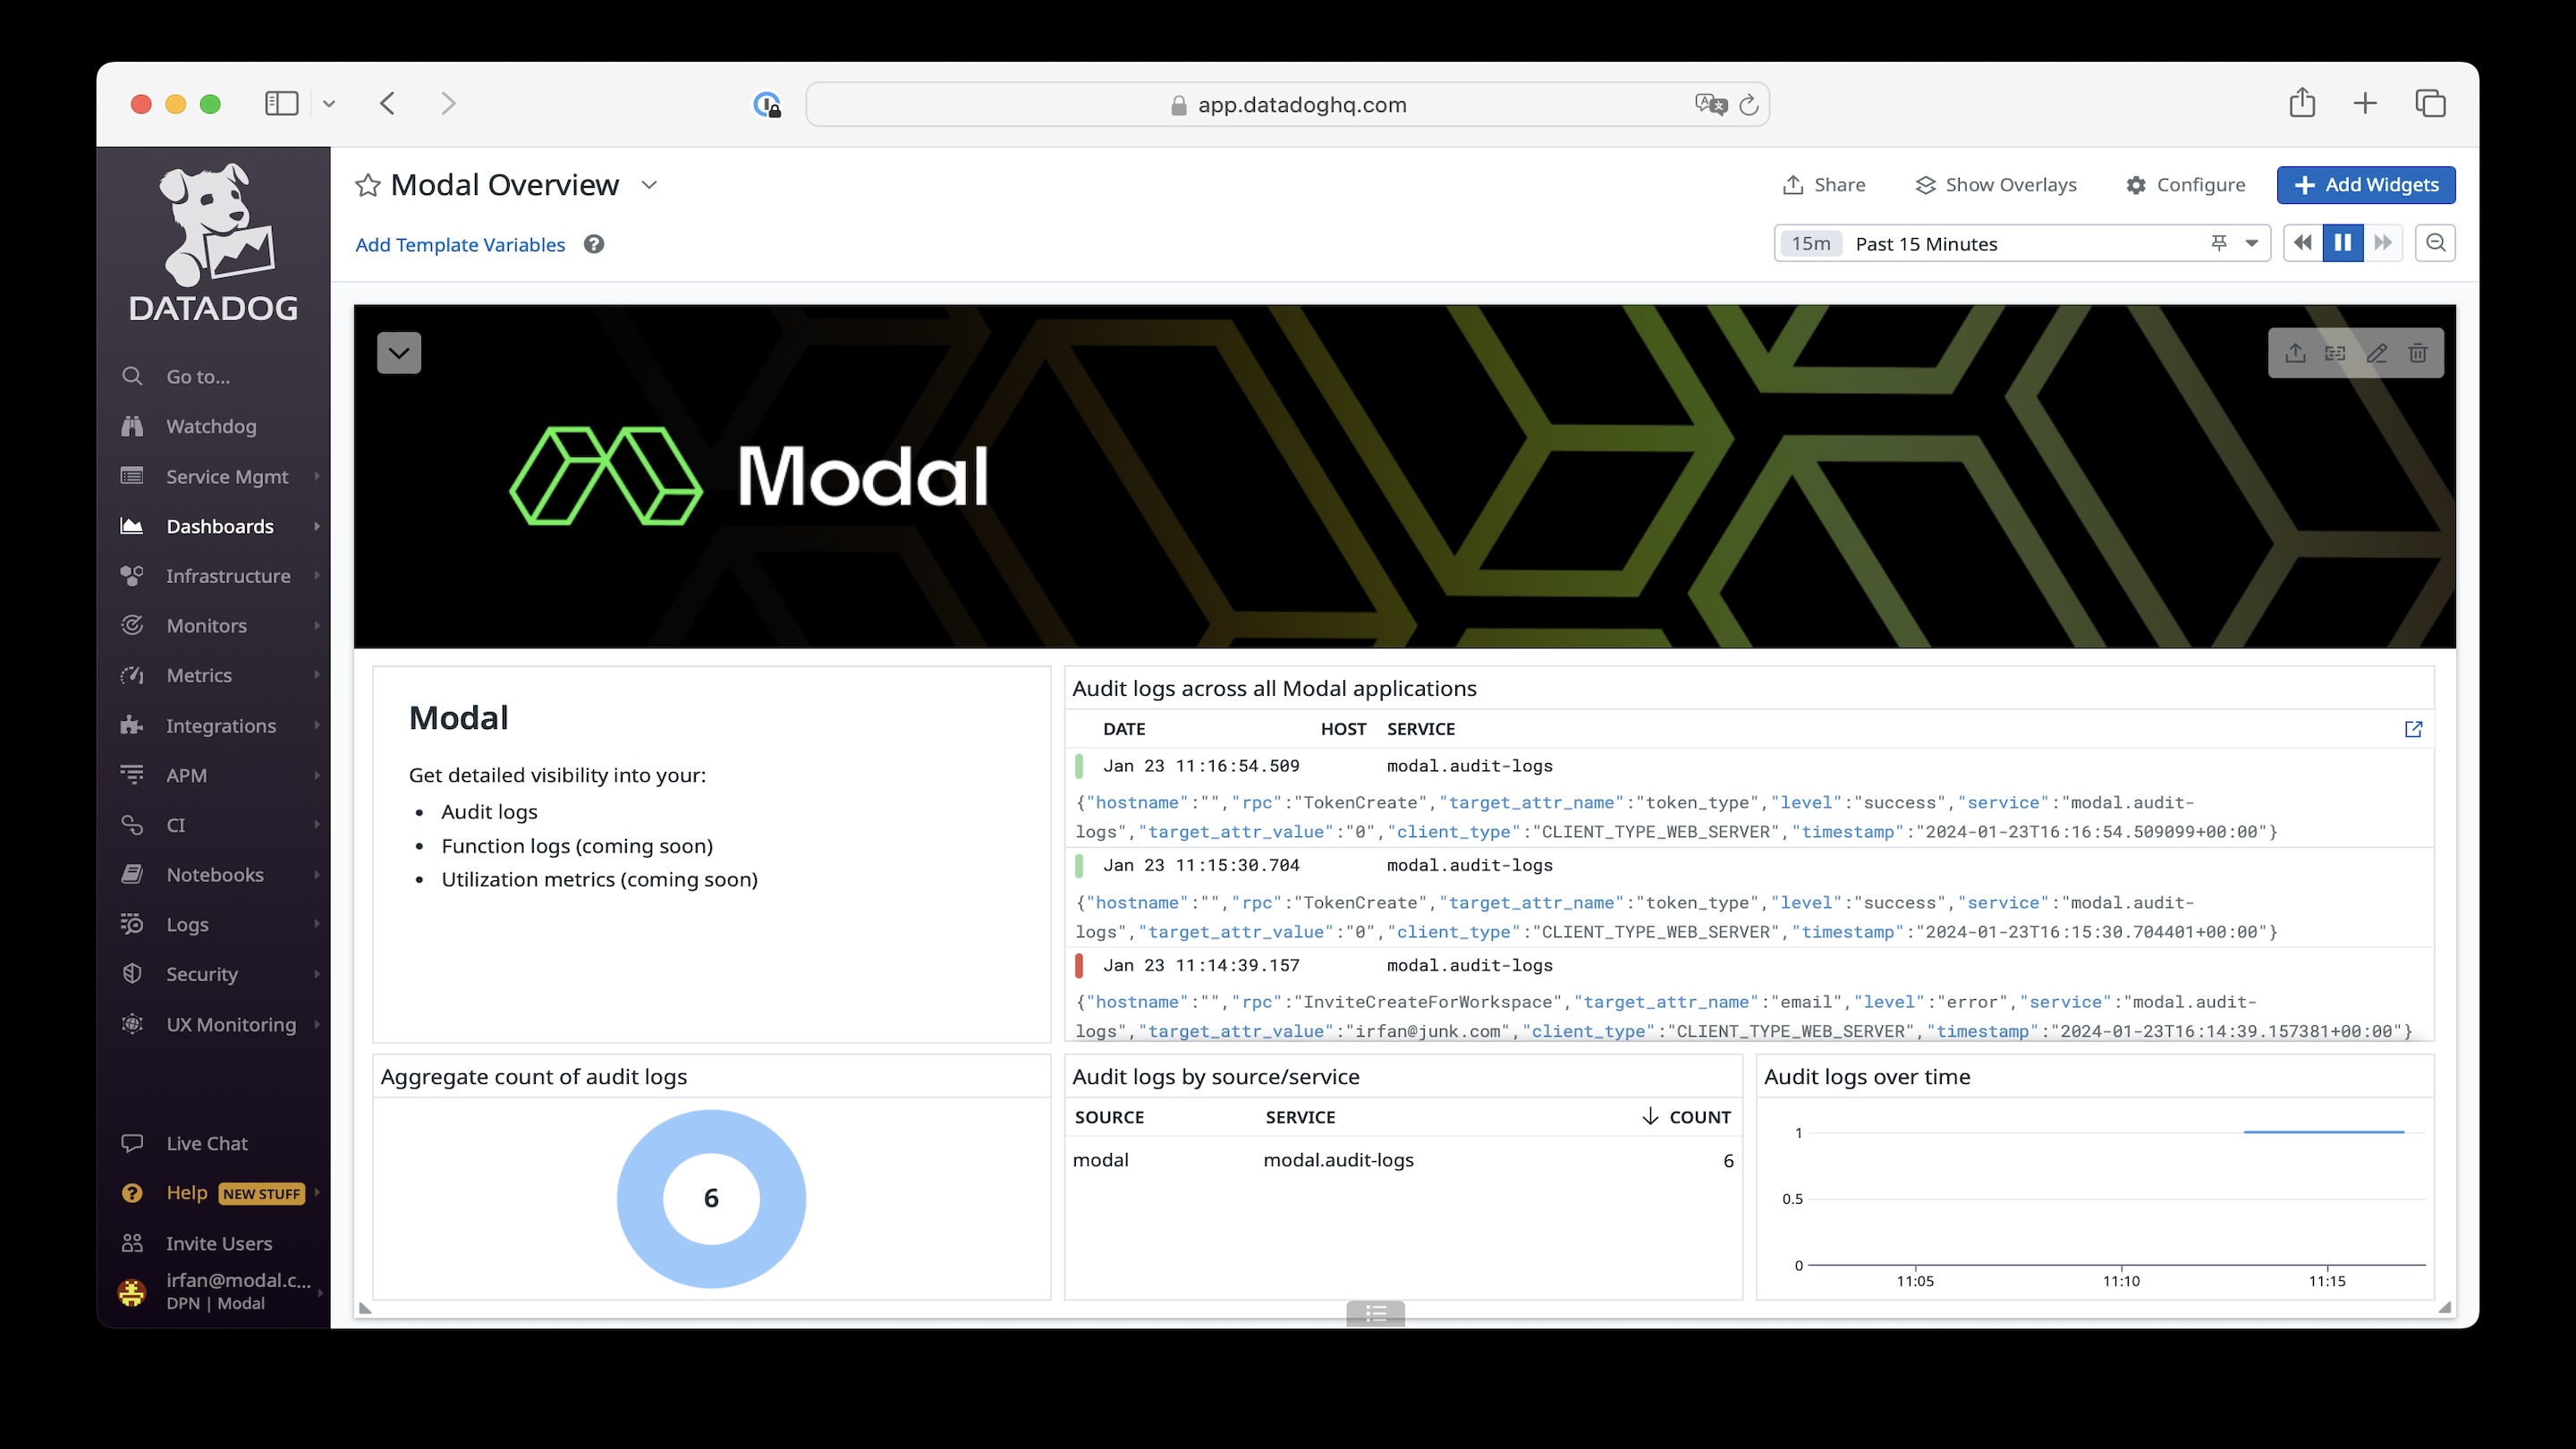 app.datadoghq.com
DATADOG
Go to...
Watchdog
Service Mgmt
Dashboards
Infrastructure
Monitors
Metrics
Integrations
APM
CI
Notebooks
Logs
Security
UX Monitoring
Live Chat
Help NEW STUFF
Invite Users
irfan@modal.c...
DPN | Modal
Modal Overview
Share
Show Overlays
Configure
Add Widgets
Add Template Variables
15m Past 15 Minutes
Modal
Modal
Get detailed visibility into your:
• Audit logs
• Function logs (coming soon)
• Utilization metrics (coming soon)
Audit logs across all Modal applications
DATE HOST SERVICE
Jan 23 11:16:54.509 modal.audit-logs
{"hostname":"","rpc":"TokenCreate","target_attr_name":"token_type","level":"success","service":"modal.audit-
logs","target_attr_value":"0","client_type":"CLIENT_TYPE_WEB_SERVER","timestamp":"2024-01-23T16:16:54.509099+00:00"}
Jan 23 11:15:30.704 modal.audit-logs
{"hostname":"","rpc":"TokenCreate","target_attr_name":"token_type","level":"success","service":"modal.audit-
logs","target_attr_value":"0","client_type":"CLIENT_TYPE_WEB_SERVER","timestamp":"2024-01-23T16:15:30.704401+00:00"}
Jan 23 11:14:39.157 modal.audit-logs
{"hostname":"","rpc":"InviteCreateForWorkspace","target_attr_name":"email","level":"error","service":"modal.audit-
logs","target_attr_value":"irfan@junk.com","client_type":"CLIENT_TYPE_WEB_SERVER","timestamp":"2024-01-23T16:14:39.157381+00:00"}
Aggregate count of audit logs
6
Audit logs by source/service
SOURCE SERVICE COUNT
modal modal.audit-logs 6
Audit logs over time
1
0.5
0
11:05 11:10 11:15